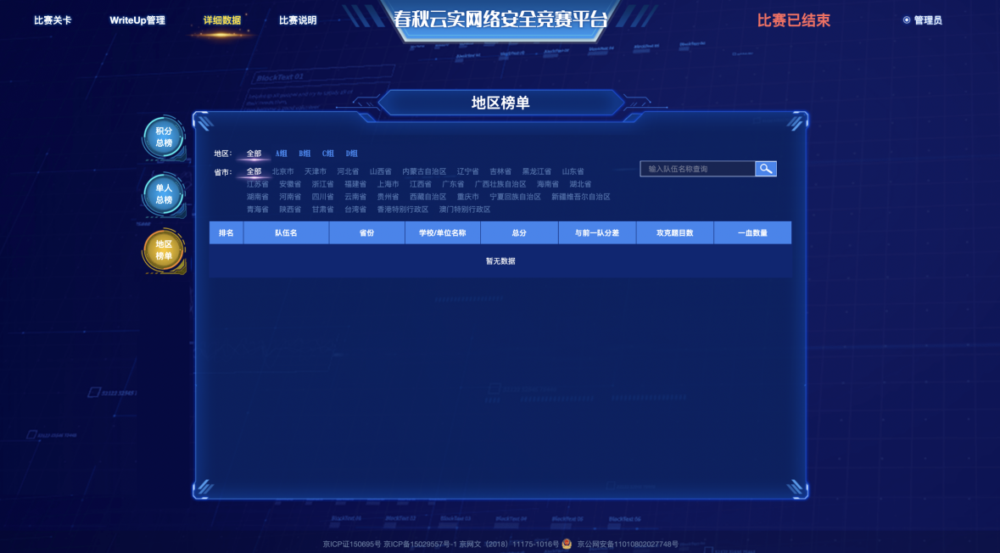 比赛关卡 WriteUp管理 详细数据 比赛说明 春秋云实网络安全竞赛平台 比赛已结束 管理员
地区榜单
积分
总榜
单人
总榜
地区
榜单
地区: 全部 A组 B组 C组 D组
省市: 全部 北京市 天津市 河北省 山西省 内蒙古自治区 辽宁省 吉林省 黑龙江省 山东省
江苏省 安徽省 浙江省 福建省 上海市 江西省 广东省 广西壮族自治区 海南省 湖北省
湖南省 河南省 四川省 云南省 贵州省 西藏自治区 重庆市 宁夏回族自治区 新疆维吾尔自治区
青海省 陕西省 甘肃省 台湾省 香港特别行政区 澳门特别行政区
输入队伍名称查询
排名 队伍名 省份 学校/单位名称 总分 与前一队分差 攻克题目数 一血数量
暂无数据
京ICP证150695号 京ICP备15029557号-1 京网文（2018）11175-1016号 京公网安备11010802027748号